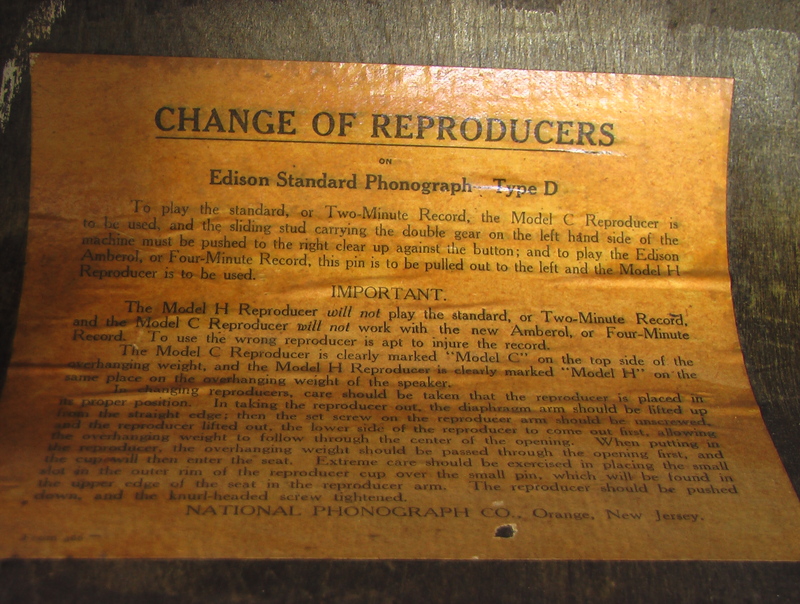 CHANGE OF REPRODUCERS
ON
Edison Standard Phonograph - Type D
To play the standard, or Two-Minute Record, the Model C Reproducer is
to be used, and the sliding stud carrying the double gear on the left hand side of the
machine must be pushed to the right clear up against the button; and to play the Edison
Amberol, or Four-Minute Record, this pin is to be pulled out to the left and the Model H
Reproducer is to be used.
IMPORTANT.
The Model H Reproducer will not play the standard, or Two-Minute Record,
and the Model C Reproducer will not work with the new Amberol, or Four-Minute
Record. To use the wrong reproducer is apt to injure the record.
The Model C Reproducer is clearly marked "Model C" on the top side of the
overhanging weight, and the Model H Reproducer is clearly marked "Model H" on the
same place on the overhanging weight of the speaker.
In changing reproducers, care should be taken that the reproducer is placed in
its proper position. In taking the reproducer out, the diaphragm arm should be lifted up
from the straight edge; then the set screw on the reproducer arm should be unscrewed,
and the reproducer lifted out, the lower side of the reproducer to come out first, allowing
the overhanging weight to follow through the center of the opening. When putting in
the reproducer, the overhanging weight should be passed through the opening first, and
the cup will then enter the seat. Extreme care should be exercised in placing the small
slot in the outer rim of the reproducer cup over the small pin, which will be found in
the upper edge of the seat in the reproducer arm. The reproducer should be pushed
down, and the knurl-headed screw tightened.
NATIONAL PHONOGRAPH CO., Orange, New Jersey.